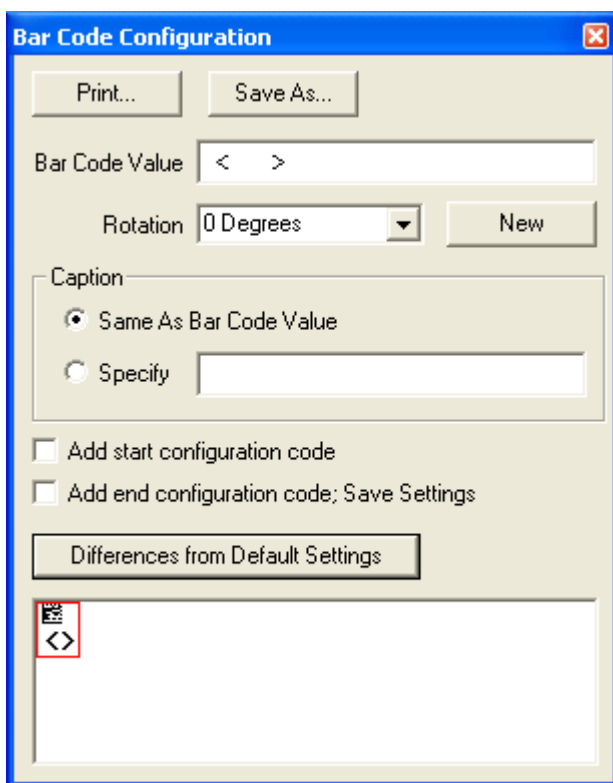 Bar Code Configuration
Print... Save As...
Bar Code Value < >
Rotation 0 Degrees New
Caption
Same As Bar Code Value
Specify
Add start configuration code
Add end configuration code; Save Settings
Differences from Default Settings
<>